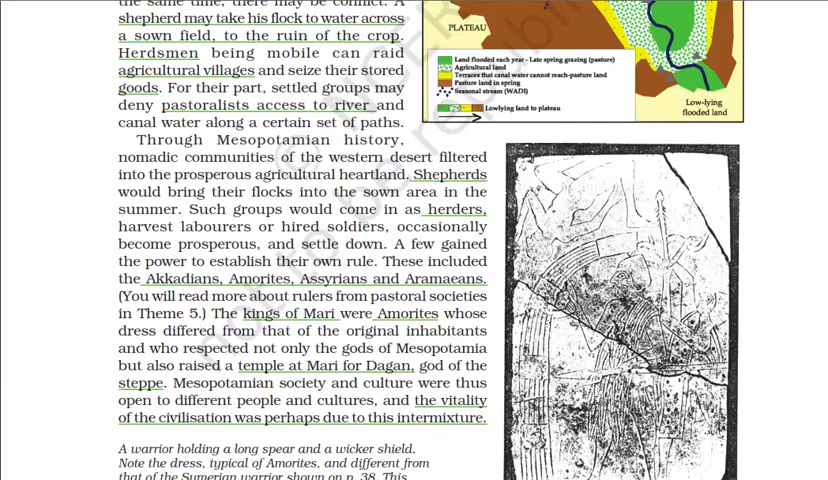 the same time, there may be conflict. A
shepherd may take his flock to water across
a sown field, to the ruin of the crop.
Herdsmen being mobile can raid
agricultural villages and seize their stored
goods. For their part, settled groups may
deny pastoralists access to river and
canal water along a certain set of paths.
Through Mesopotamian history,
nomadic communities of the western desert filtered
into the prosperous agricultural heartland. Shepherds
would bring their flocks into the sown area in the
summer. Such groups would come in as herders,
harvest labourers or hired soldiers, occasionally
become prosperous, and settle down. A few gained
the power to establish their own rule. These included
the Akkadians, Amorites, Assyrians and Aramaeans.
(You will read more about rulers from pastoral societies
in Theme 5.) The kings of Mari were Amorites whose
dress differed from that of the original inhabitants
and who respected not only the gods of Mesopotamia
but also raised a temple at Mari for Dagan, god of the
steppe. Mesopotamian society and culture were thus
open to different people and cultures, and the vitality
of the civilisation was perhaps due to this intermixture.
A warrior holding a long spear and a wicker shield.
Note the dress, typical of Amorites, and different from
that of the Sumerian warrior shown on p. 38. This
PLATEAU
Land flooded each year - Late spring grazing (pasture)
Agricultural land
Terraces that canal water cannot reach-pasture land
Pasture land in spring
Seasonal stream (WADI)
Lowlying land to plateau
Low-lying
flooded land
© NCERT
not to be republished